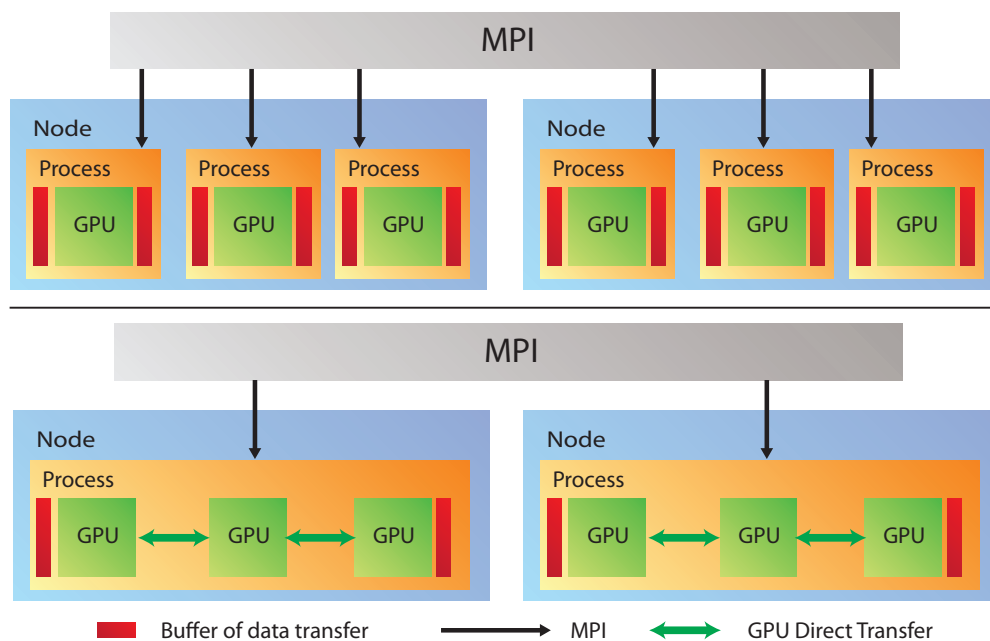 MPI
Node
Process
Process
Process
GPU
GPU
GPU
Node
Process
Process
Process
GPU
GPU
GPU
MPI
Node
Process
GPU
GPU
GPU
Node
Process
GPU
GPU
GPU
Buffer of data transfer
MPI
GPU Direct Transfer